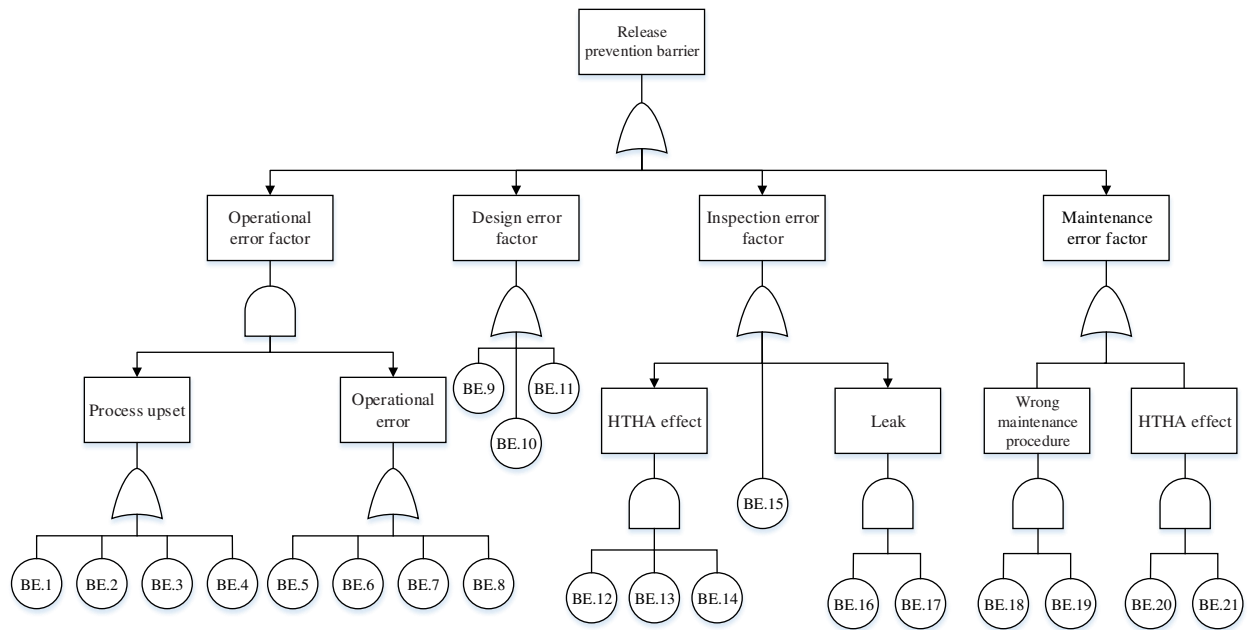 Release
prevention barrier
Operational
error factor
Design error
factor
Inspection error
factor
Maintenance
error factor
Process upset
Operational
error
BE.9
BE.11
BE.10
HTHA effect
Leak
Wrong
maintenance
procedure
HTHA effect
BE.15
BE.1
BE.2
BE.3
BE.4
BE.5
BE.6
BE.7
BE.8
BE.12
BE.13
BE.14
BE.16
BE.17
BE.18
BE.19
BE.20
BE.21